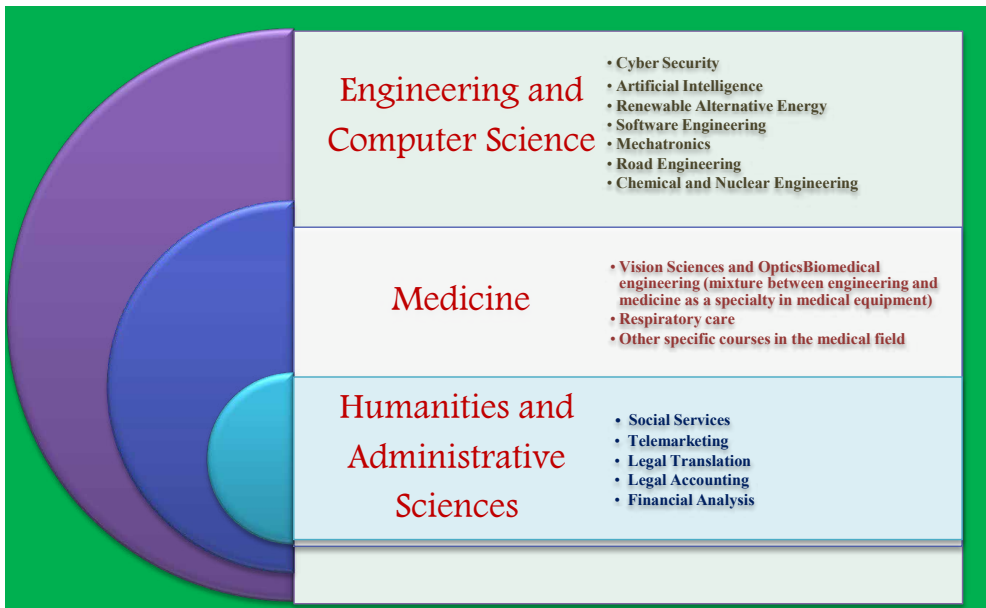 Engineering and
Computer Science
• Cyber Security
• Artificial Intelligence
• Renewable Alternative Energy
• Software Engineering
• Mechatronics
• Road Engineering
• Chemical and Nuclear Engineering
Medicine
• Vision Sciences and OpticsBiomedical
engineering (mixture between engineering and
medicine as a specialty in medical equipment)
• Respiratory care
• Other specific courses in the medical field
Humanities and
Administrative
Sciences
• Social Services
• Telemarketing
• Legal Translation
• Legal Accounting
• Financial Analysis